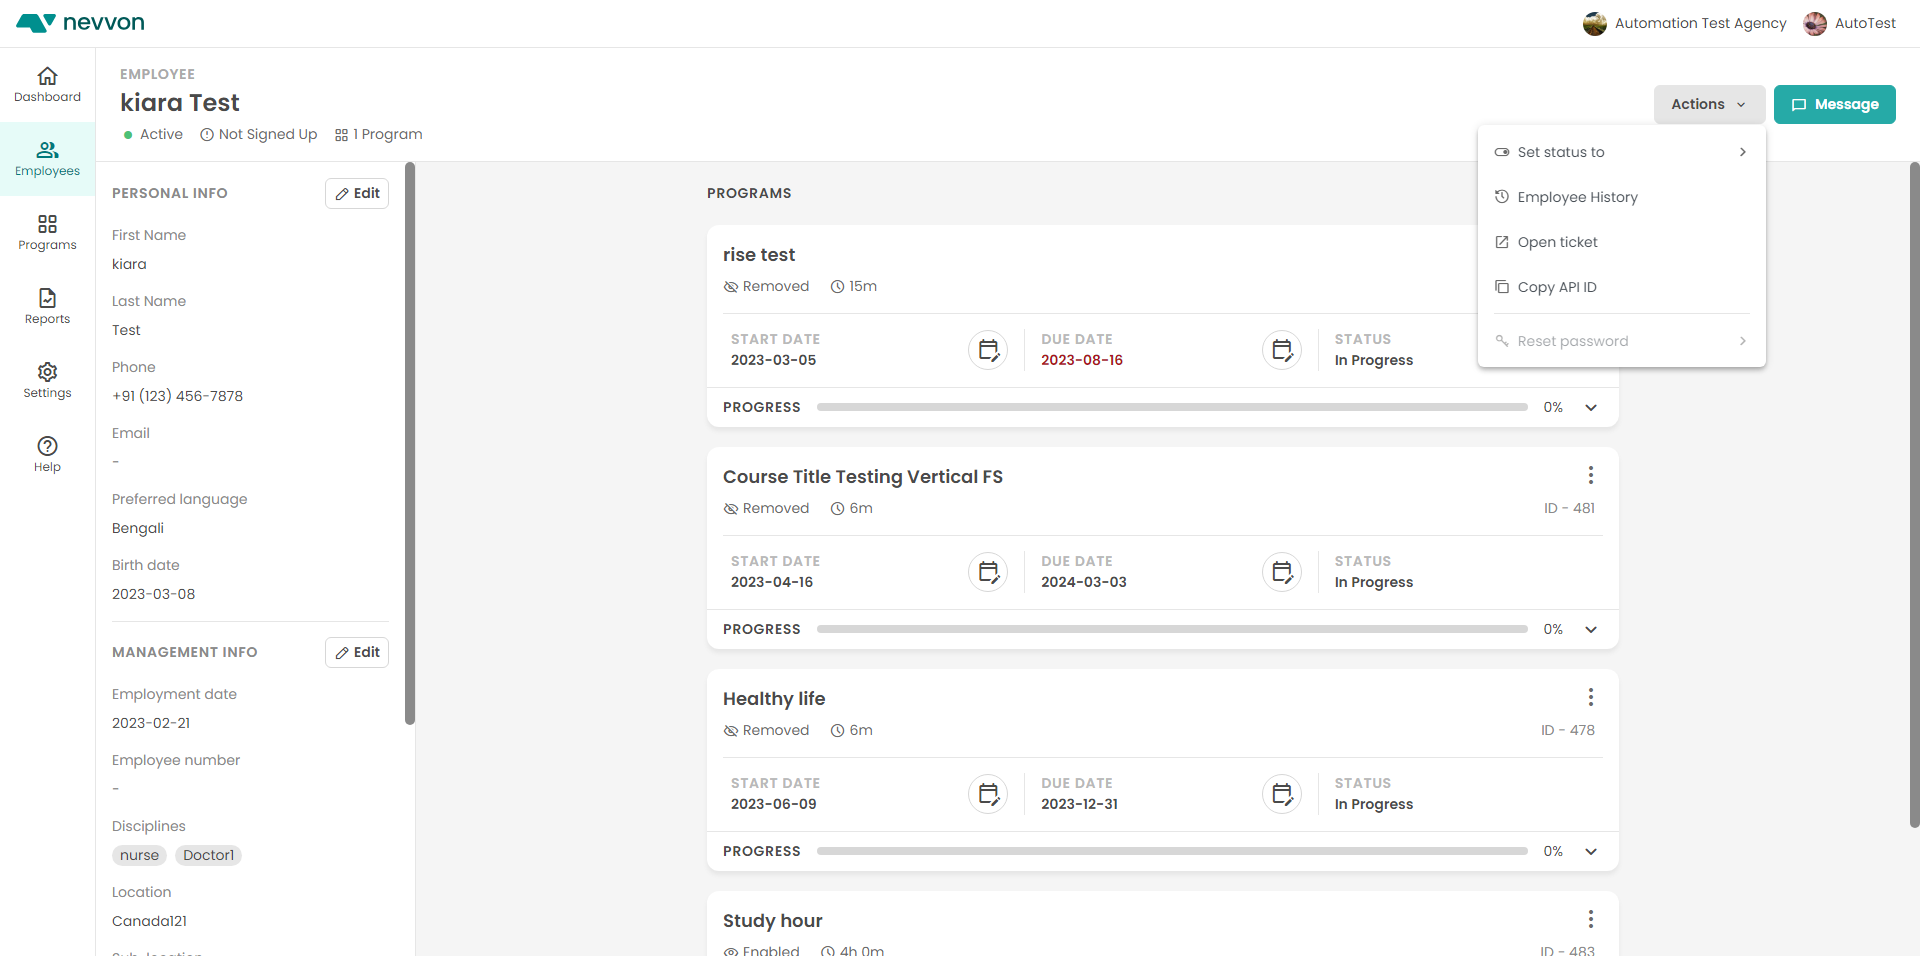 nevvon
Automation Test Agency
AutoTest
Dashboard
Employees
Programs
Reports
Settings
Help
EMPLOYEE
kiara Test
Active
Not Signed Up
1 Program
Actions
Message
Set status to
Employee History
Open ticket
Copy API ID
Reset password
PERSONAL INFO
Edit
First Name
kiara
Last Name
Test
Phone
+91 (123) 456-7878
Email
-
Preferred language
Bengali
Birth date
2023-03-08
MANAGEMENT INFO
Edit
Employment date
2023-02-21
Employee number
-
Disciplines
nurse Doctor1
Location
Canada121
Sub-location
PROGRAMS
rise test
Removed 15m
START DATE
2023-03-05
DUE DATE
2023-08-16
STATUS
In Progress
PROGRESS 0%
Course Title Testing Vertical FS
Removed 6m
ID - 481
START DATE
2023-04-16
DUE DATE
2024-03-03
STATUS
In Progress
PROGRESS 0%
Healthy life
Removed 6m
ID - 478
START DATE
2023-06-09
DUE DATE
2023-12-31
STATUS
In Progress
PROGRESS 0%
Study hour
Enabled 4h 0m
ID - 483